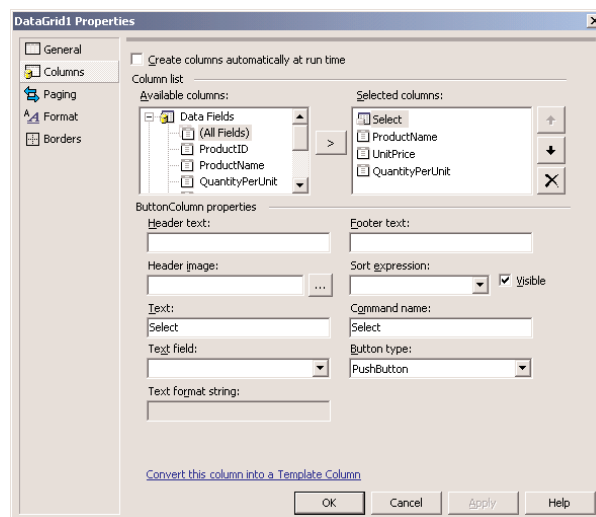 DataGrid1 Properties
General
Columns
Paging
Format
Borders
Create columns automatically at run time
Column list
Available columns:
Selected columns:
Data Fields
(All Fields)
ProductID
ProductName
QuantityPerUnit
>
Select
ProductName
UnitPrice
QuantityPerUnit
ButtonColumn properties
Header text:
Footer text:
Header image:
...
Sort expression:
Visible
Text:
Select
Command name:
Select
Text field:
Button type:
PushButton
Text format string:
Convert this column into a Template Column
OK
Cancel
Apply
Help